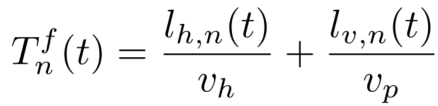 T_n^f(t) = \frac{l_{h,n}(t)}{v_h} + \frac{l_{v,n}(t)}{v_p}